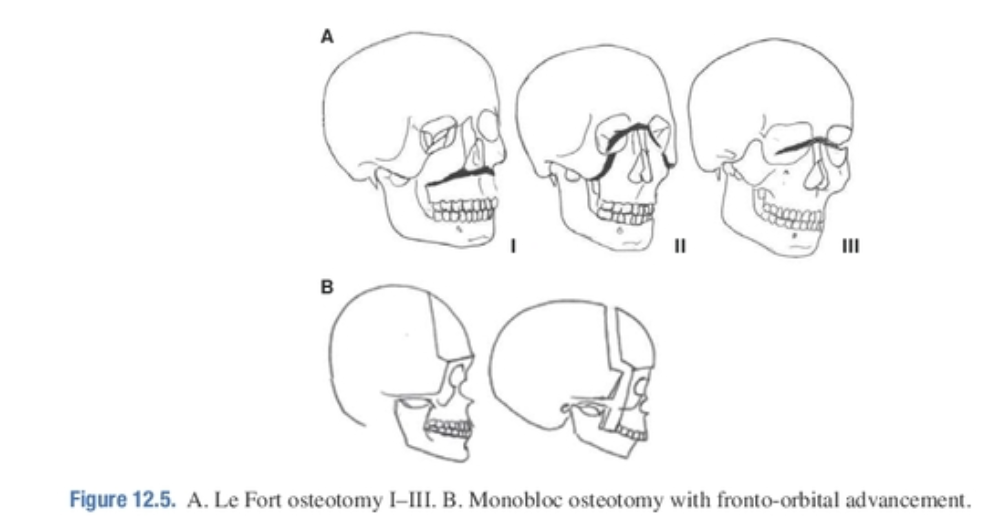 A
I
II
III
B
Figure 12.5. A. Le Fort osteotomy I–III. B. Monobloc osteotomy with fronto-orbital advancement.